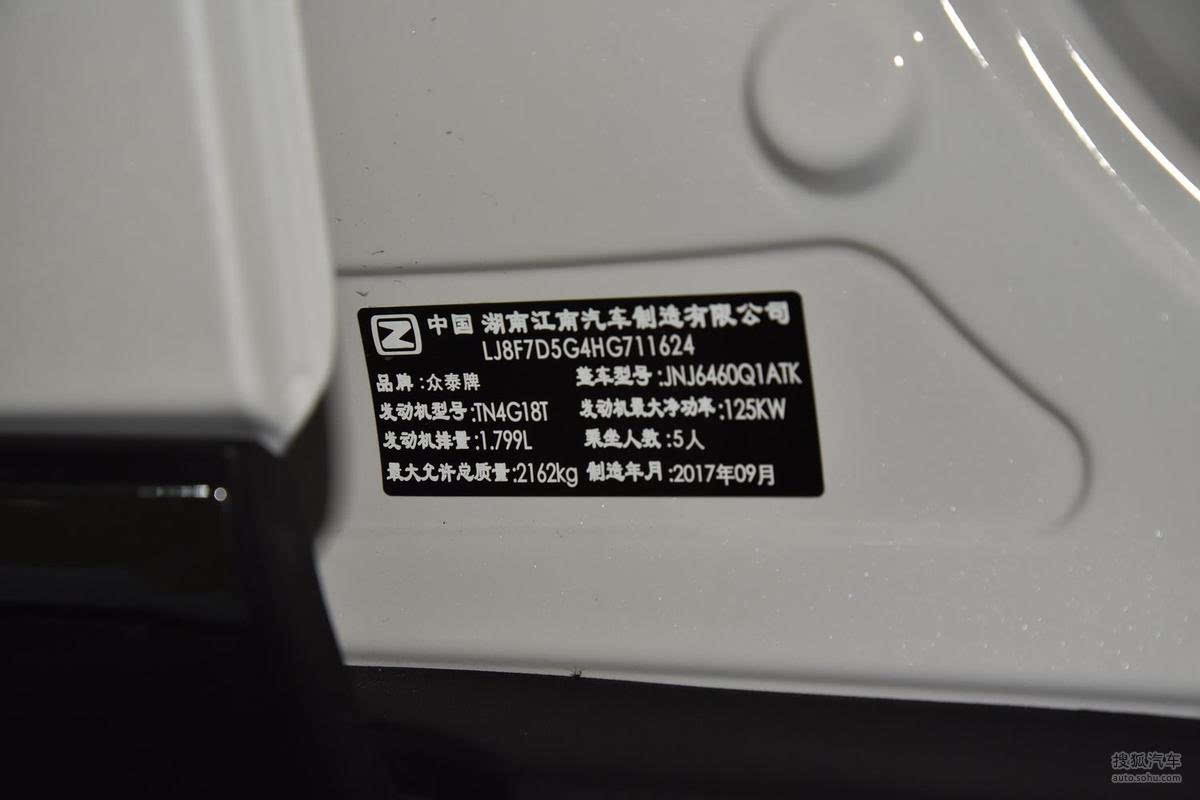 中国 湖南江南汽车制造有限公司
LJ8F7D5G4HG711624
品牌:众泰牌 整车型号:JNJ6460Q1ATK
发动机型号:TN4G18T 发动机最大净功率:125KW
发动机排量:1.799L 乘坐人数:5人
最大允许总质量:2162kg 制造年月:2017年09月
搜狐汽车
auto.sohu.com